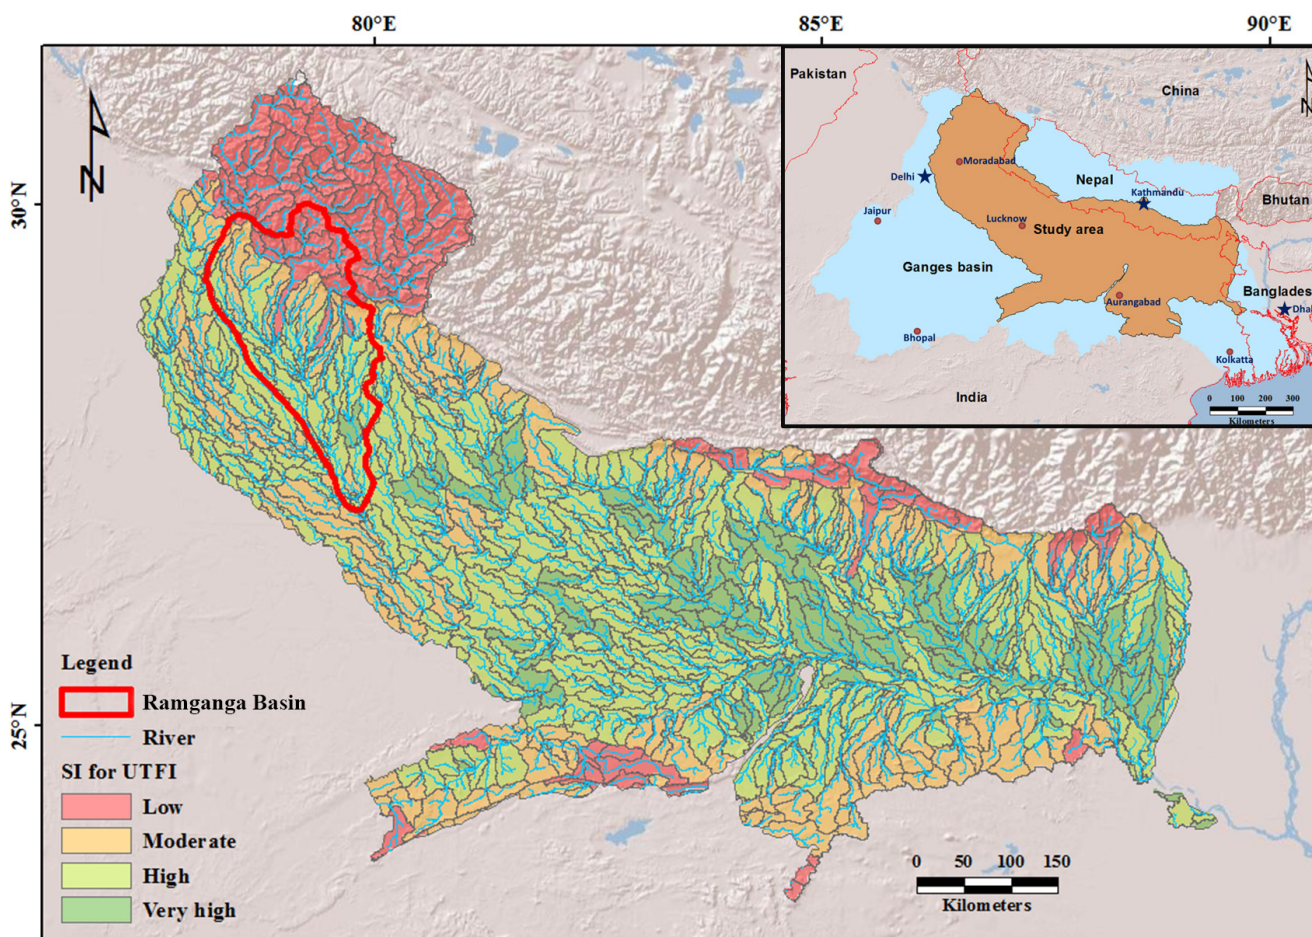 80°E
85°E
90°E
N
30°N
25°N
Pakistan
China
Moradabad
Delhi
Nepal
Kathmandu
Bhutan
Jaipur
Lucknow
Study area
Ganges basin
Aurangabad
Banglades
Dhal
Bhopal
Kolkatta
India
0 100 200 300
Kilometers
Legend
Ramganga Basin
River
SI for UTFI
Low
Moderate
High
Very high
0 50 100 150
Kilometers